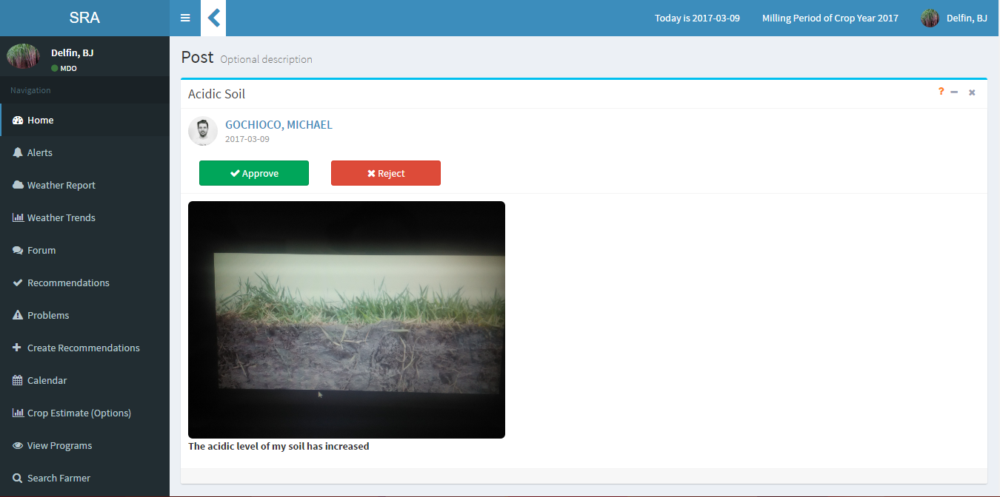 SRA
Today is 2017-03-09
Milling Period of Crop Year 2017
Delfin, BJ
Delfin, BJ
MDO
Navigation
Home
Alerts
Weather Report
Weather Trends
Forum
Recommendations
Problems
Create Recommendations
Calendar
Crop Estimate (Options)
View Programs
Search Farmer
Post Optional description
Acidic Soil
?
GOCHIOCO, MICHAEL
2017-03-09
Approve
Reject
The acidic level of my soil has increased